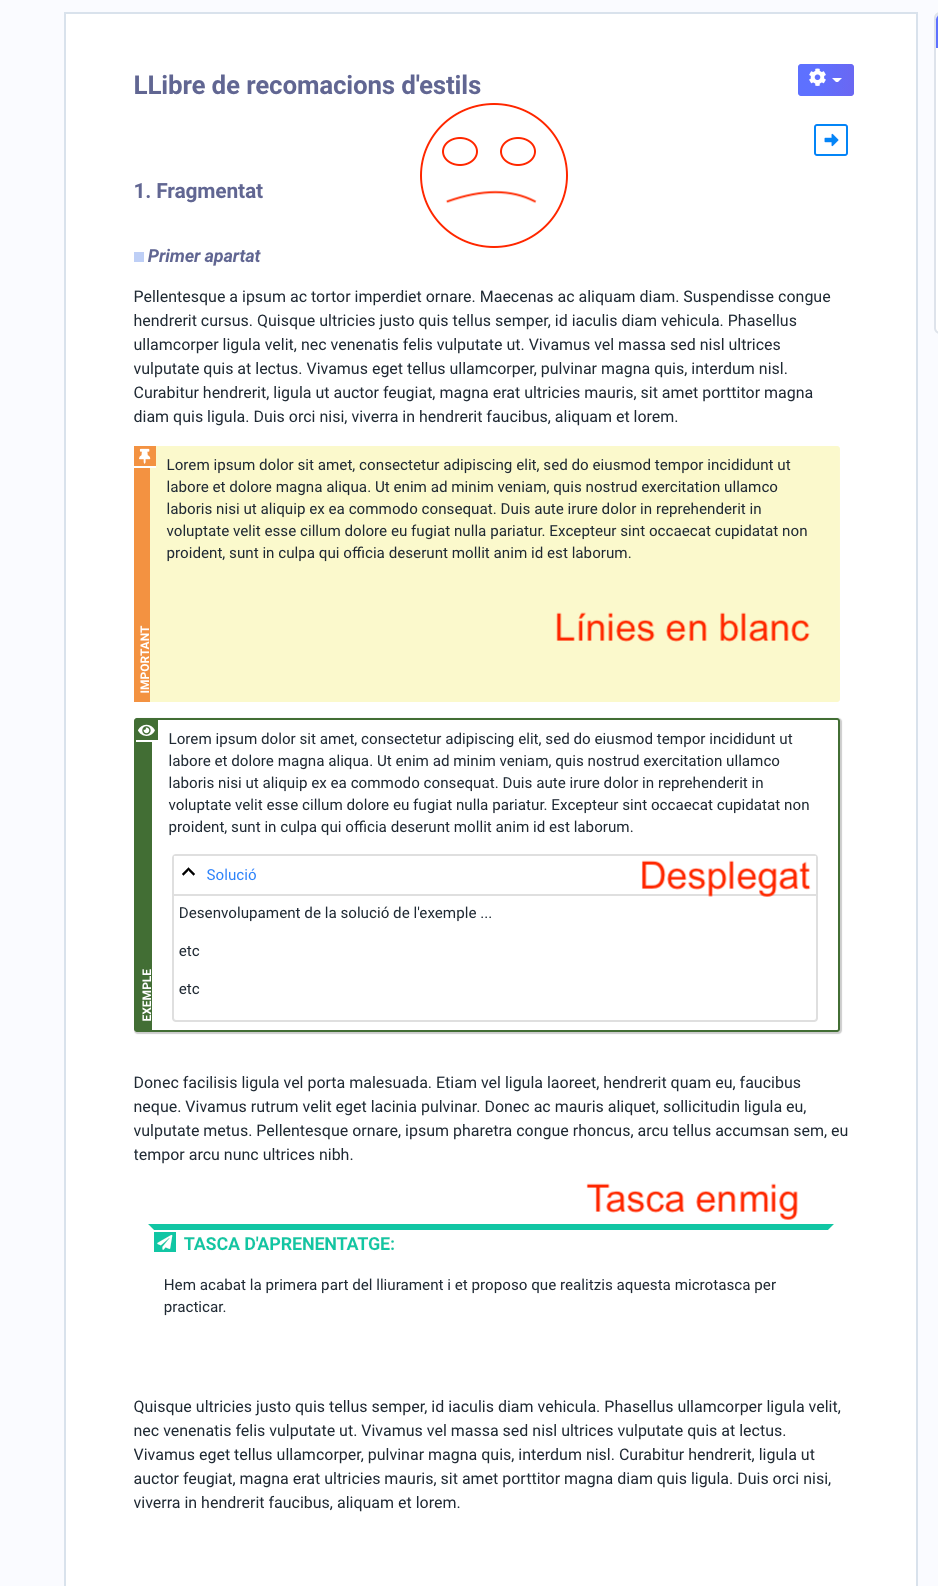 LLibre de recomacions d'estils
1. Fragmentat
Primer apartat
Pellentesque a ipsum ac tortor imperdiet ornare. Maecenas ac aliquam diam. Suspendisse congue
hendrerit cursus. Quisque ultricies justo quis tellus semper, id iaculis diam vehicula. Phasellus
ullamcorper ligula velit, nec venenatis felis vulputate ut. Vivamus vel massa sed nisl ultrices
vulputate quis at lectus. Vivamus eget tellus ullamcorper, pulvinar magna quis, interdum nisl.
Curabitur hendrerit, ligula ut auctor feugiat, magna erat ultricies mauris, sit amet porttitor magna
diam quis ligula. Duis orci nisi, viverra in hendrerit faucibus, aliquam et lorem.
Lorem ipsum dolor sit amet, consectetur adipiscing elit, sed do eiusmod tempor incididunt ut
labore et dolore magna aliqua. Ut enim ad minim veniam, quis nostrud exercitation ullamco
laboris nisi ut aliquip ex ea commodo consequat. Duis aute irure dolor in reprehenderit in
voluptate velit esse cillum dolore eu fugiat nulla pariatur. Excepteur sint occaecat cupidatat non
proident, sunt in culpa qui officia deserunt mollit anim id est laborum.
Línies en blanc
IMPORTANT
Lorem ipsum dolor sit amet, consectetur adipiscing elit, sed do eiusmod tempor incididunt ut
labore et dolore magna aliqua. Ut enim ad minim veniam, quis nostrud exercitation ullamco
laboris nisi ut aliquip ex ea commodo consequat. Duis aute irure dolor in reprehenderit in
voluptate velit esse cillum dolore eu fugiat nulla pariatur. Excepteur sint occaecat cupidatat non
proident, sunt in culpa qui officia deserunt mollit anim id est laborum.
Solució
Desplegat
Desenvolupament de la solució de l'exemple ...
etc
etc
EXEMPLE
Donec facilisis ligula vel porta malesuada. Etiam vel ligula laoreet, hendrerit quam eu, faucibus
neque. Vivamus rutrum velit eget lacinia pulvinar. Donec ac mauris aliquet, sollicitudin ligula eu,
vulputate metus. Pellentesque ornare, ipsum pharetra congue rhoncus, arcu tellus accumsan sem, eu
tempor arcu nunc ultrices nibh.
Tasca enmig
TASCA D'APRENENTATGE:
Hem acabat la primera part del lliurament i et proposo que realitzis aquesta microtasca per
practicar.
Quisque ultricies justo quis tellus semper, id iaculis diam vehicula. Phasellus ullamcorper ligula velit,
nec venenatis felis vulputate ut. Vivamus vel massa sed nisl ultrices vulputate quis at lectus.
Vivamus eget tellus ullamcorper, pulvinar magna quis, interdum nisl. Curabitur hendrerit, ligula ut
auctor feugiat, magna erat ultricies mauris, sit amet porttitor magna diam quis ligula. Duis orci nisi,
viverra in hendrerit faucibus, aliquam et lorem.